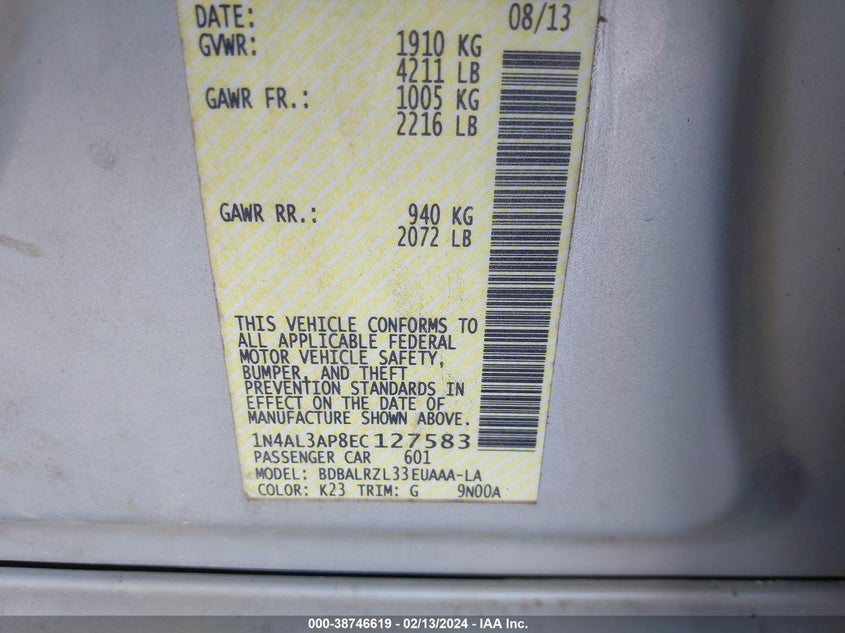 DATE: 08/13
GVWR: 1910 KG
4211 LB
GAWR FR.: 1005 KG
2216 LB
GAWR RR.: 940 KG
2072 LB
THIS VEHICLE CONFORMS TO
ALL APPLICABLE FEDERAL
MOTOR VEHICLE SAFETY,
BUMPER, AND THEFT
PREVENTION STANDARDS IN
EFFECT ON THE DATE OF
MANUFACTURE SHOWN ABOVE.
1N4AL3AP8EC127583
PASSENGER CAR 601
MODEL: BDBALRZL33EUAAA-LA
COLOR: K23 TRIM: G 9N00A
000-38746619 - 02/13/2024 - IAA Inc.